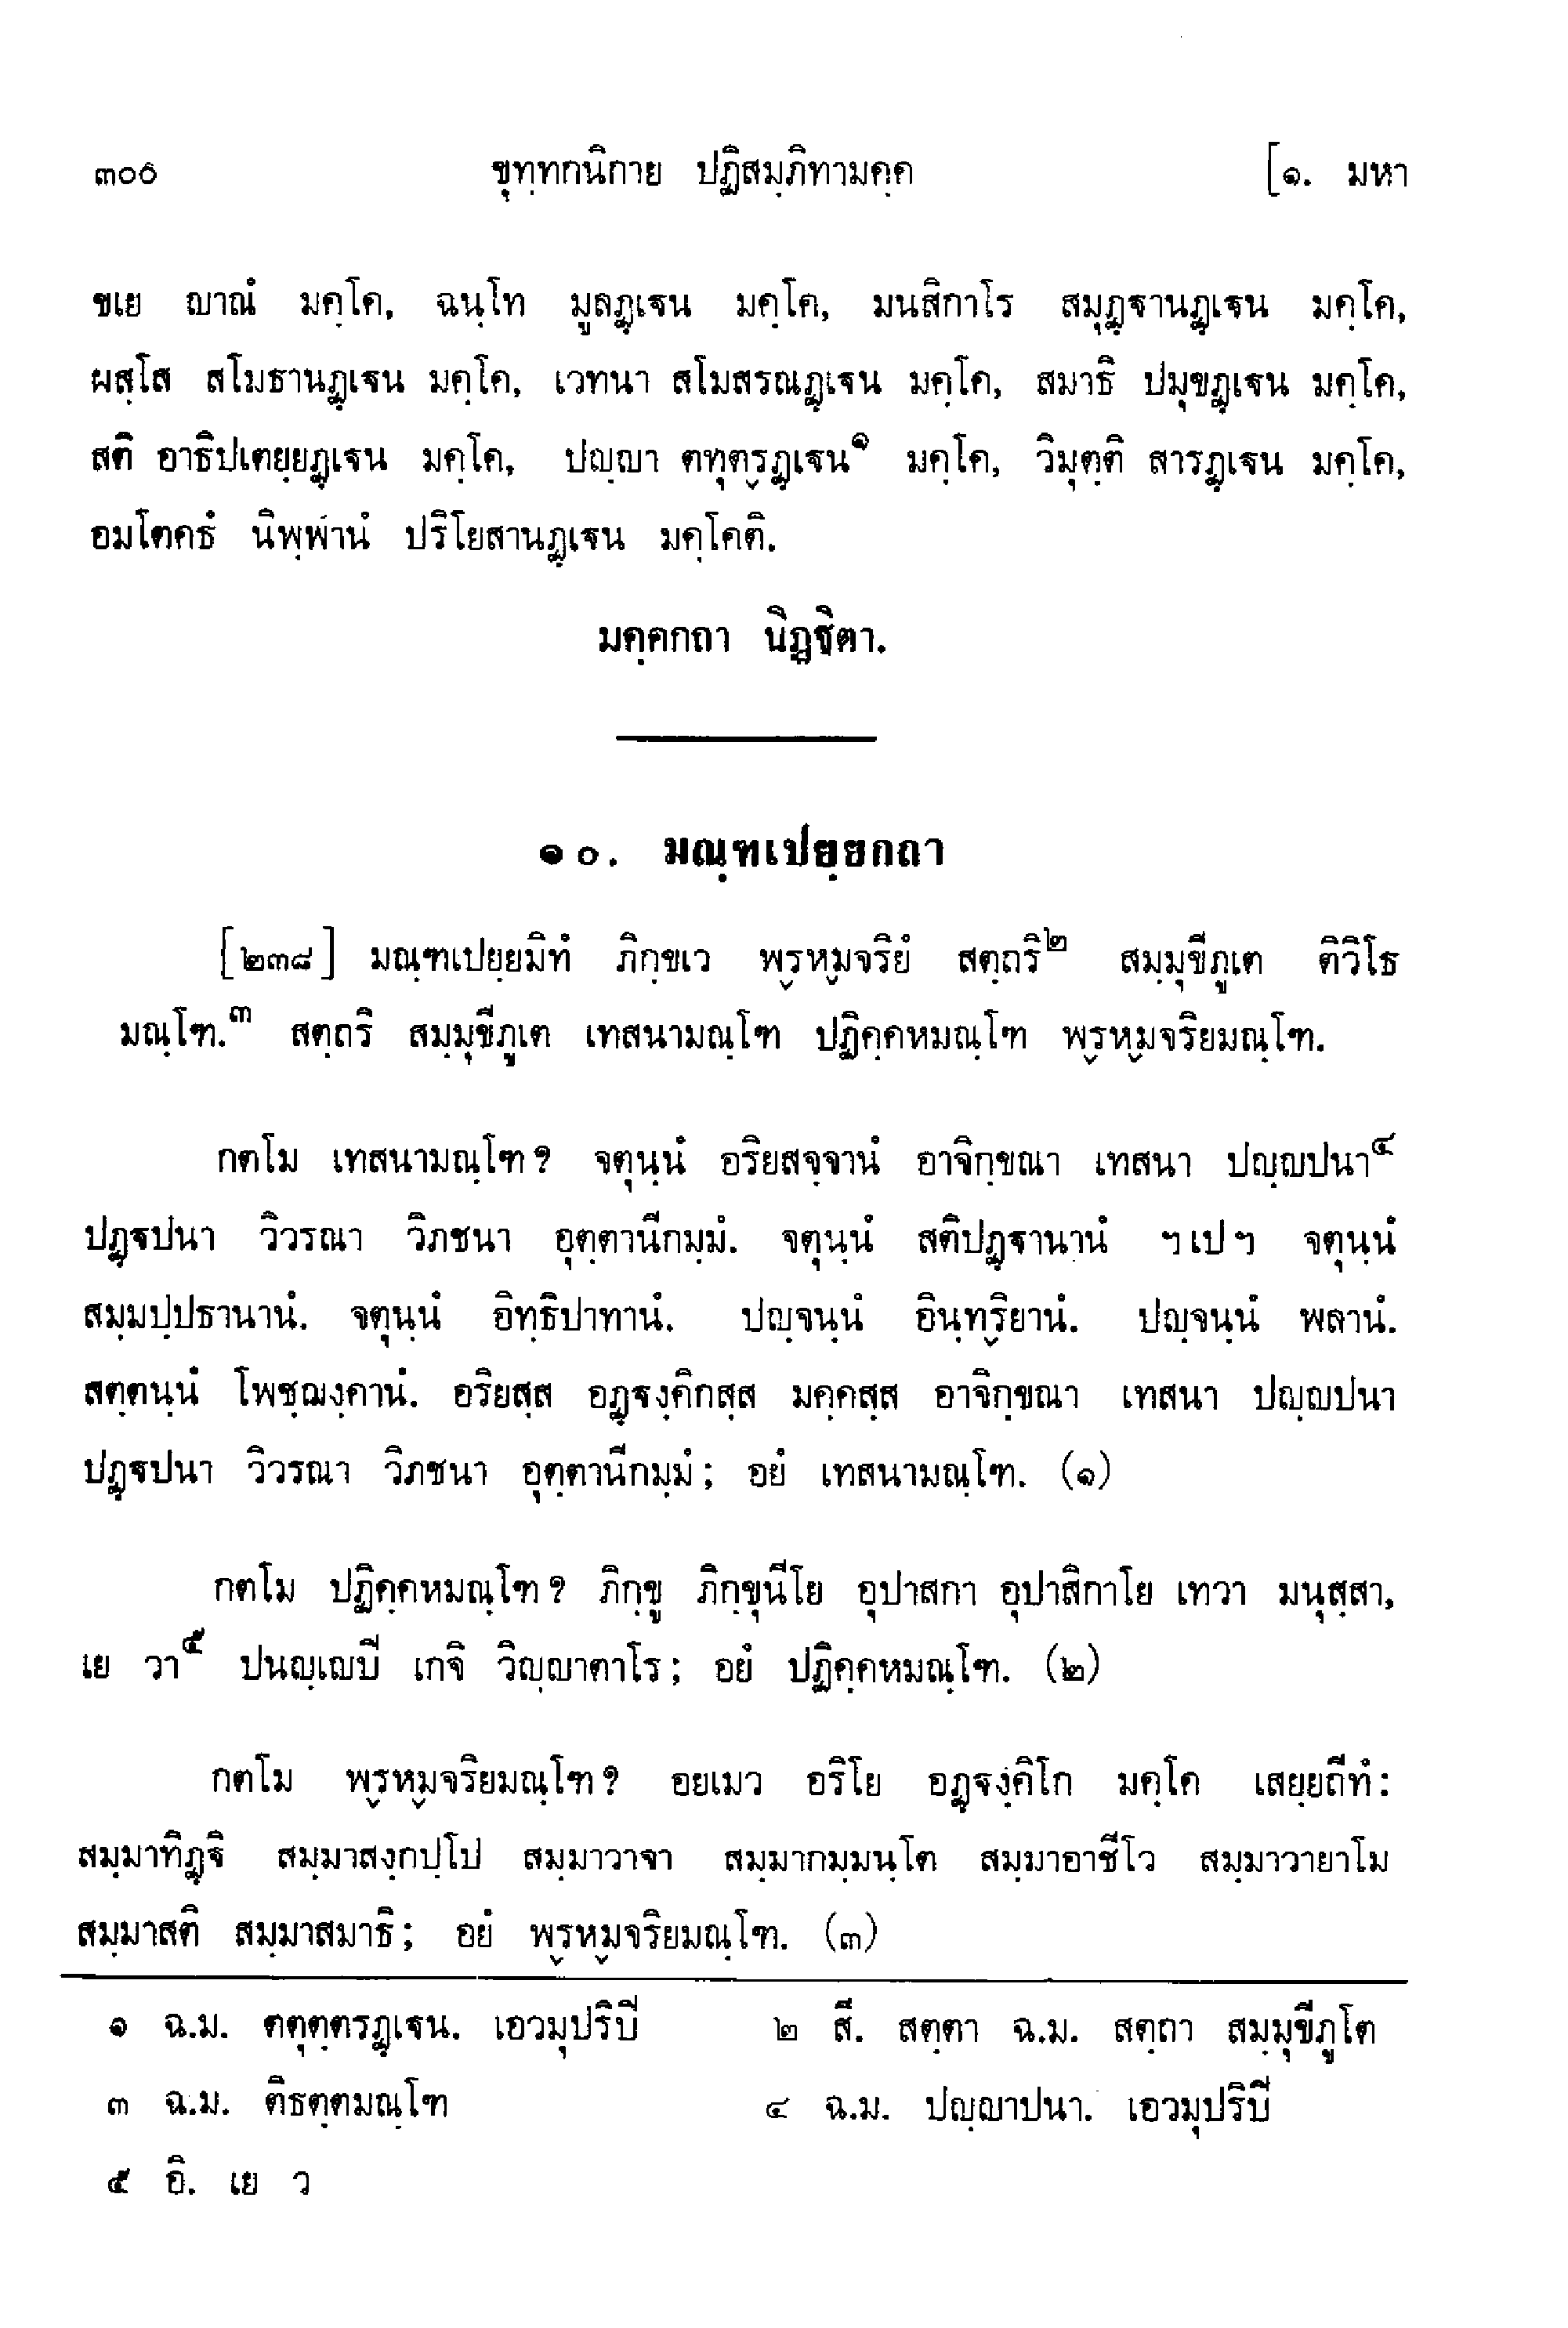 ๓๐๐ ขุทฺทกนิกาย ปฏิสมฺภิทามคฺค [๑. มหา
ขเย ญาณํ มคฺโค, ฉนฺโท มูลฏฺเฐน มคฺโค, มนสิกาโร สมุฏฺฐานฏฺเฐน มคฺโค,
ผสฺโส สโมธานฏฺเฐน มคฺโค, เวทนา สโมสรณฏฺเฐน มคฺโค, สมาธิ ปมุขฏฺเฐน มคฺโค,
สติ อาธิปเตยฺยฏฺเฐน มคฺโค, ปญฺญา ตทุตฺรฏฺเฐน๑ มคฺโค, วิมุตฺติ สารฏฺเฐน มคฺโค,
อมโตคธํ นิพฺพานํ ปริโยสานฏฺเฐน มคฺโคติ.
มคฺคกถา นิฏฺฐิตา.
๑๐. มณฺฑเปยฺยกถา
[๒๓๘] มณฺฑเปยฺยมิทํ ภิกฺขเว พฺรหฺมจริยํ สตฺถริ๒ สมฺมุขีภูเต ติวิโธ
มณฺโฑ.๓ สตฺถริ สมฺมุขีภูเต เทสนามณฺโฑ ปฏิคฺคหมณฺโฑ พฺรหฺมจริยมณฺโฑ.
กตโม เทสนามณฺโฑ? จตุนฺนํ อริยสจฺจานํ อาจิกฺขณา เทสนา ปญฺญปนา๔
ปฏฺฐปนา วิวรณา วิภชนา อุตฺตานีกมฺมํ. จตุนฺนํ สติปฏฺฐานานํ ฯเปฯ จตุนฺนํ
สมฺมปฺปธานานํ. จตุนฺนํ อิทฺธิปาทานํ. ปญฺจนฺนํ อินฺทฺริยานํ. ปญฺจนฺนํ พลานํ.
สตฺตนฺนํ โพชฺฌงฺคานํ. อริยสฺส อฏฺฐงฺคิกสฺส มคฺคสฺส อาจิกฺขณา เทสนา ปญฺญปนา
ปฏฺฐปนา วิวรณา วิภชนา อุตฺตานีกมฺมํ; อยํ เทสนามณฺโฑ. (๑)
กตโม ปฏิคฺคหมณฺโฑ? ภิกฺขู ภิกฺขุนีโย อุปาสกา อุปาสิกาโย เทวา มนุสฺสา,
เย วา๕ ปนญฺเญปี เกจิ วิญฺญาตาโร; อยํ ปฏิคฺคหมณฺโฑ. (๒)
กตโม พฺรหฺมจริยมณฺโฑ? อยเมว อริโย อฏฺฐงฺคิโก มคฺโค เสยฺยถีทํ:
สมฺมาทิฏฺฐิ สมฺมาสงฺกปฺโป สมฺมาวาจา สมฺมากมฺมนฺโต สมฺมาอาชีโว สมฺมาวายาโม
สมฺมาสติ สมฺมาสมาธิ; อยํ พฺรหฺมจริยมณฺโฑ. (๓)
๑ ฉ.ม. ตตุตฺตรฏฺเฐน. เอวมุปริปี ๒ สี. สตฺตา ฉ.ม. สตฺถา สมฺมุขีภูโต
๓ ฉ.ม. ติธตฺตมณฺโฑ ๔ ฉ.ม. ปญฺญาปนา. เอวมุปริปี
๕ อิ. เย ว